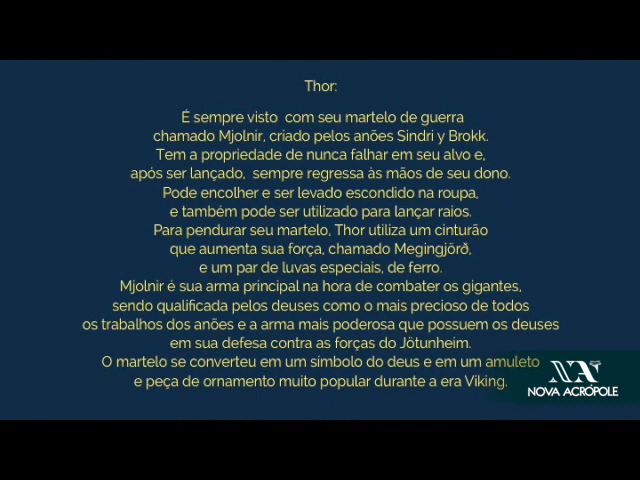 Thor:
É sempre visto com seu martelo de guerra
chamado Mjolnir, criado pelos anões Sindri y Brokk.
Tem a propriedade de nunca falhar em seu alvo e,
após ser lançado, sempre regressa às mãos de seu dono.
Pode encolher e ser levado escondido na roupa,
e também pode ser utilizado para lançar raios.
Para pendurar seu martelo, Thor utiliza um cinturão
que aumenta sua força, chamado Megingjörð,
e um par de luvas especiais, de ferro.
Mjolnir é sua arma principal na hora de combater os gigantes,
sendo qualificada pelos deuses como o mais precioso de todos
os trabalhos dos anões e a arma mais poderosa que possuem os deuses
em sua defesa contra as forças do Jötunheim.
O martelo se converteu em um símbolo do deus e em um amuleto
e peça de ornamento muito popular durante a era Viking.
NA
NOVA ACRÓPOLE